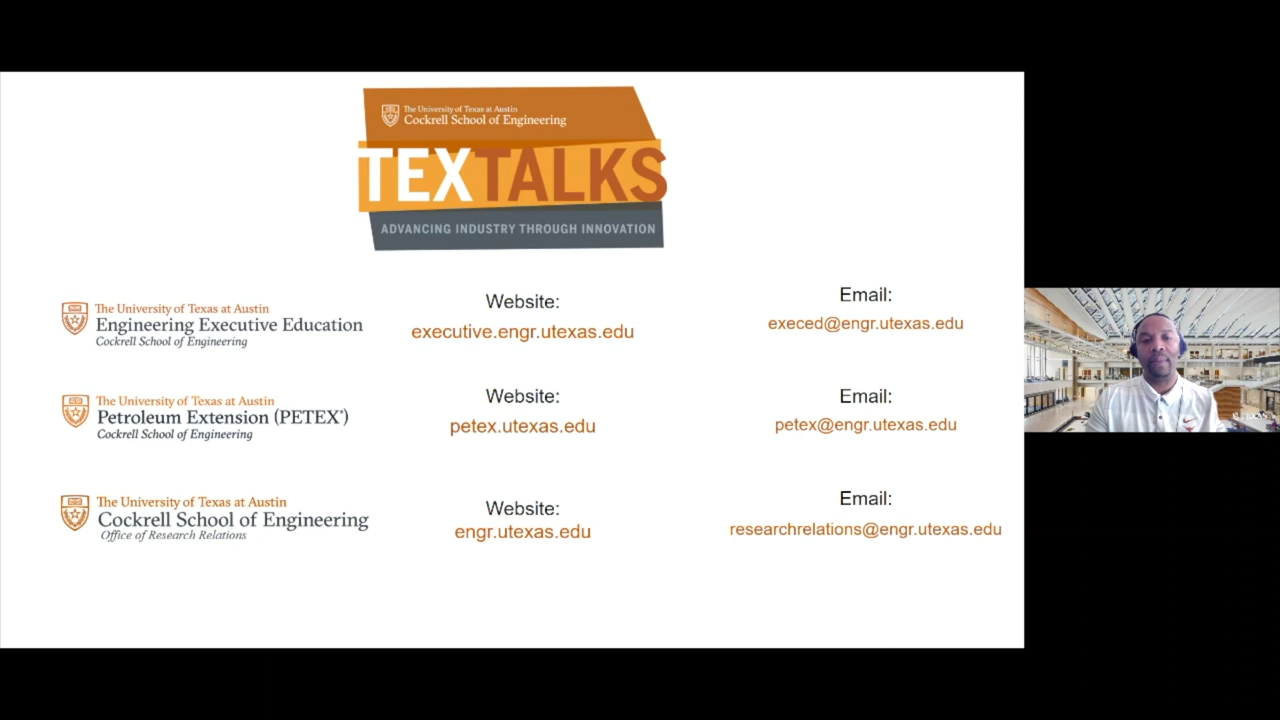 The University of Texas at Austin
Cockrell School of Engineering
TEXTALKS
ADVANCING INDUSTRY THROUGH INNOVATION
The University of Texas at Austin
Engineering Executive Education
Cockrell School of Engineering
Website:
executive.engr.utexas.edu
Email:
execed@engr.utexas.edu
The University of Texas at Austin
Petroleum Extension (PETEX®)
Cockrell School of Engineering
Website:
petex.utexas.edu
Email:
petex@engr.utexas.edu
The University of Texas at Austin
Cockrell School of Engineering
Office of Research Relations
Website:
engr.utexas.edu
Email:
researchrelations@engr.utexas.edu